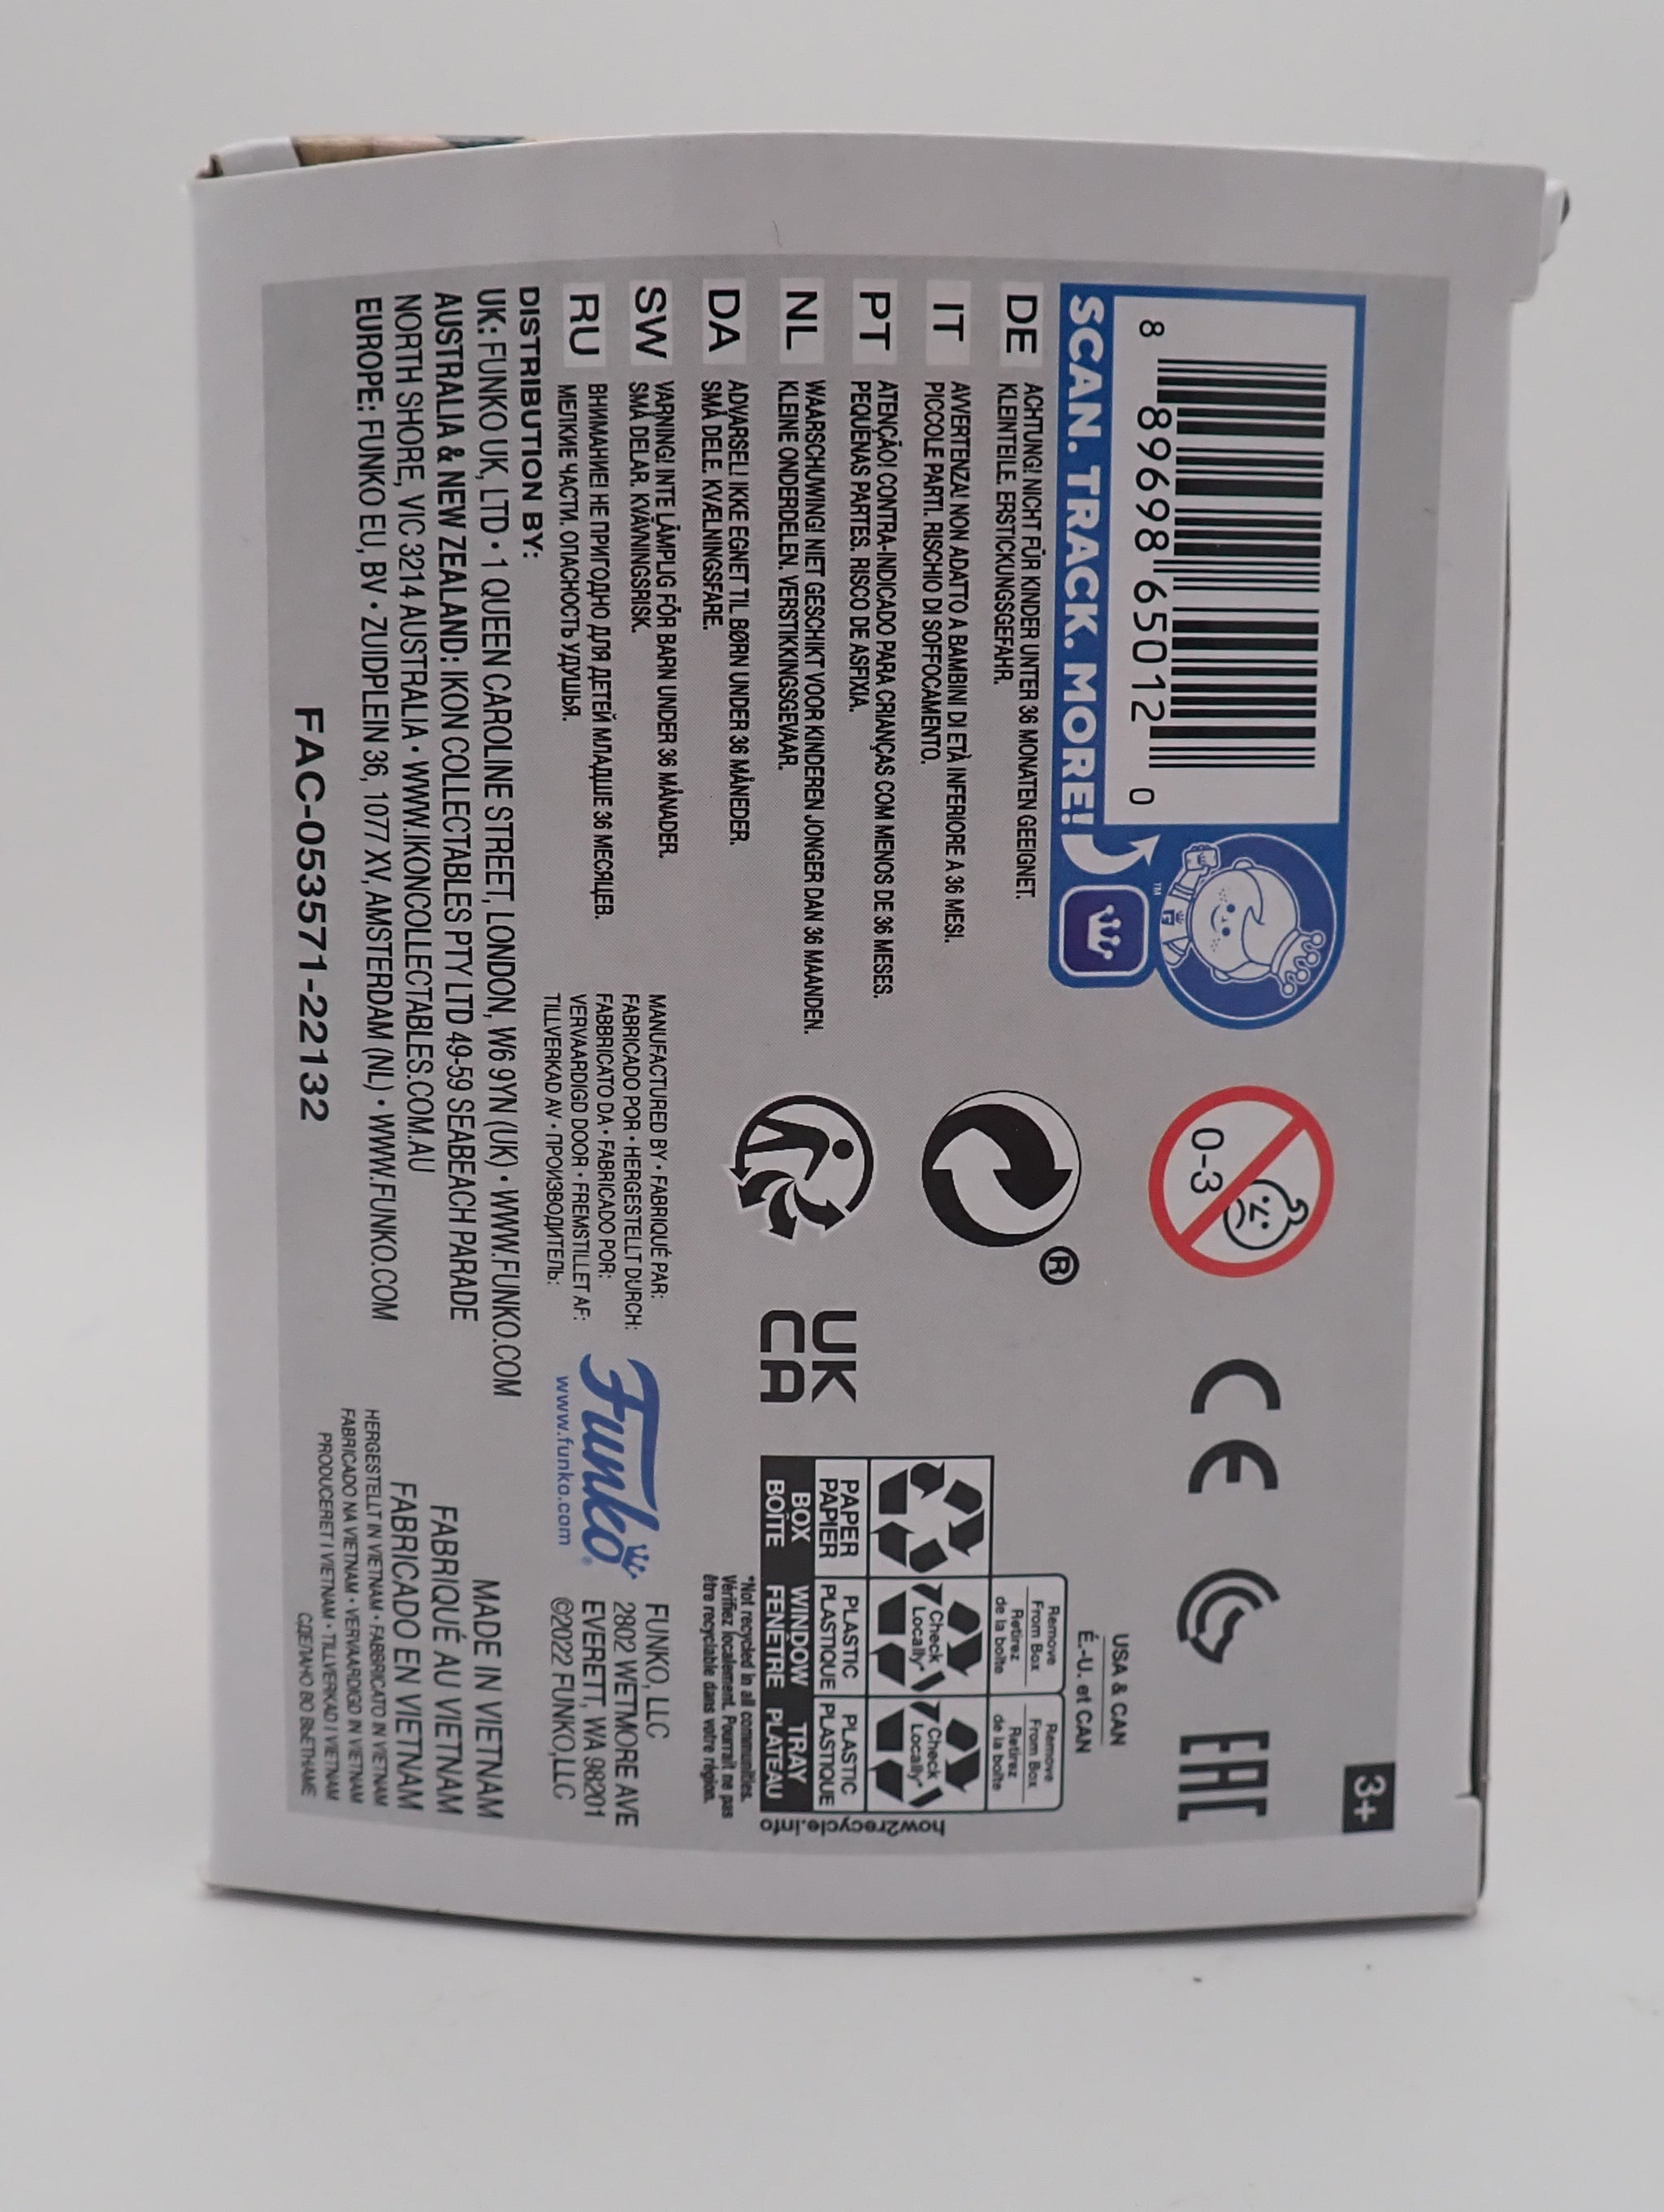 8 89698 65012 0
SCAN. TRACK. MORE!
TM
0-3
3+
DE
ACHTUNG! NICHT FÜR KINDER UNTER 36 MONATEN GEEIGNET.
KLEINTEILE. ERSTICKUNGSGEFAHR.
IT
AVVERTENZA! NON ADATTO A BAMBINI DI ETÀ INFERIORE A 36 MESI.
PICCOLE PARTI. RISCHIO DI SOFFOCAMENTO.
PT
ATENÇÃO! CONTRA-INDICADO PARA CRIANÇAS COM MENOS DE 36 MESES.
PEQUENAS PARTES. RISCO DE ASFIXIA.
NL
WAARSCHUWING! NIET GESCHIKT VOOR KINDEREN JONGER DAN 36 MAANDEN.
KLEINE ONDERDELEN. VERSTIKKINGSGEVAAR.
DA
ADVARSEL! IKKE EGNET TIL BØRN UNDER 36 MÅNEDER.
SMÅ DELE. KVÆLNINGSFARE.
SW
VARNING! INTE LÄMPLIG FÖR BARN UNDER 36 MÅNADER.
SMÅ DELAR. KVÄVNINGSRISK.
RU
ВНИМАНИЕ! НЕ ПРИГОДНО ДЛЯ ДЕТЕЙ МЛАДШЕ 36 МЕСЯЦЕВ.
МЕЛКИЕ ЧАСТИ. ОПАСНОСТЬ УДУШЬЯ.
®
CE
EAC
UK
CA
USA & CAN
É.-U. et CAN
Remove
From Box
Retirez
de la boîte
Remove
From Box
Retirez
de la boîte
Check
Locally*
Check
Locally*
PAPER
PAPIER
PLASTIC
PLASTIQUE
PLASTIC
PLASTIQUE
BOX
BOÎTE
WINDOW
FENÊTRE
TRAY
PLATEAU
how2recycle.info
*Not recycled in all communities.
Vérifiez localement. Pourrait ne pas
être recyclable dans votre région.
MANUFACTURED BY • FABRIQUÉ PAR:
FABRICADO POR • HERGESTELLT DURCH:
FABBRICATO DA • FABRICADO POR:
VERVAARDIGD DOOR • FREMSTILLET AF:
TILLVERKAD AV • ПРОИЗВОДИТЕЛЬ:
Funko®
www.funko.com
FUNKO, LLC
2802 WETMORE AVE
EVERETT, WA 98201
©2022 FUNKO,LLC
DISTRIBUTION BY:
UK: FUNKO UK, LTD • 1 QUEEN CAROLINE STREET, LONDON, W6 9YN (UK) • WWW.FUNKO.COM
AUSTRALIA & NEW ZEALAND: IKON COLLECTABLES PTY LTD 49-59 SEABEACH PARADE
NORTH SHORE, VIC 3214 AUSTRALIA • WWW.IKONCOLLECTABLES.COM.AU
EUROPE: FUNKO EU, BV • ZUIDPLEIN 36, 1077 XV, AMSTERDAM (NL) • WWW.FUNKO.COM
MADE IN VIETNAM
FABRIQUÉ AU VIETNAM
FABRICADO EN VIETNAM
HERGESTELLT IN VIETNAM • FABBRICATO IN VIETNAM
FABRICADO NA VIETNAM • VERVAARDIGD IN VIETNAM
PRODUCERET I VIETNAM • TILLVERKAD I VIETNAM
СДЕЛАНО ВО ВЬЕТНАМЕ
FAC-053571-22132